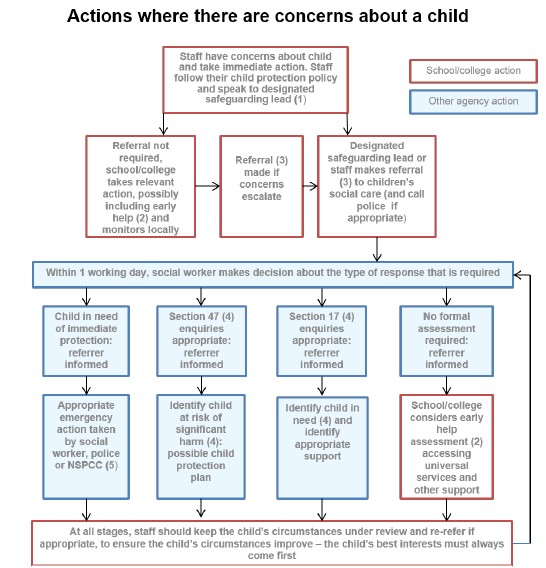 Actions where there are concerns about a child
Staff have concerns about child
and take immediate action. Staff
follow their child protection policy
and speak to designated
safeguarding lead (1)
School/college action
Other agency action
Referral not
required,
school/college
takes relevant
action, possibly
including early
help (2) and
monitors locally
Referral (3)
made if
concerns
escalate
Designated
safeguarding lead or
staff makes referral
(3) to children's
social care (and call
police if
appropriate)
Within 1 working day, social worker makes decision about the type of response that is required
Child in need
of immediate
protection:
referrer
informed
Section 47 (4)
enquiries
appropriate:
referrer
informed
Section 17 (4)
enquiries
appropriate:
referrer
informed
No formal
assessment
required:
referrer
informed
Appropriate
emergency
action taken
by social
worker, police
or NSPCC (5)
Identify child
at risk of
significant
harm (4):
possible child
protection
plan
Identify child in
need (4) and
identify
appropriate
support
School/college
considers early
help
assessment (2)
accessing
universal
services and
other support
At all stages, staff should keep the child's circumstances under review and re-refer if
appropriate, to ensure the child's circumstances improve – the child's best interests must always
come first